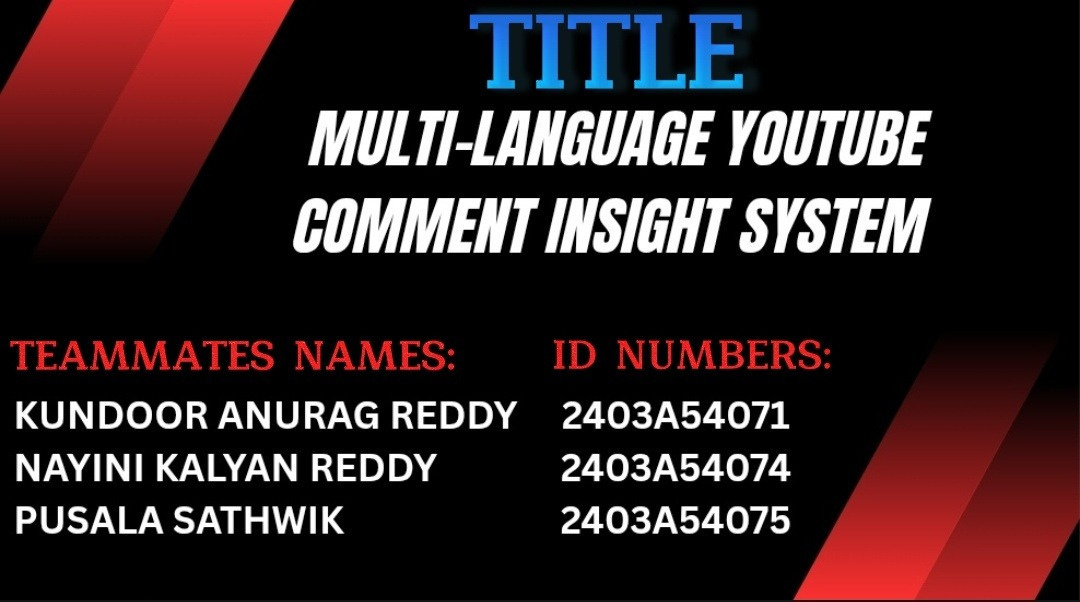 TITLE
MULTI-LANGUAGE YOUTUBE
COMMENT INSIGHT SYSTEM
TEAMMATES NAMES: ID NUMBERS:
KUNDOOR ANURAG REDDY 2403A54071
NAYINI KALYAN REDDY 2403A54074
PUSALA SATHWIK 2403A54075